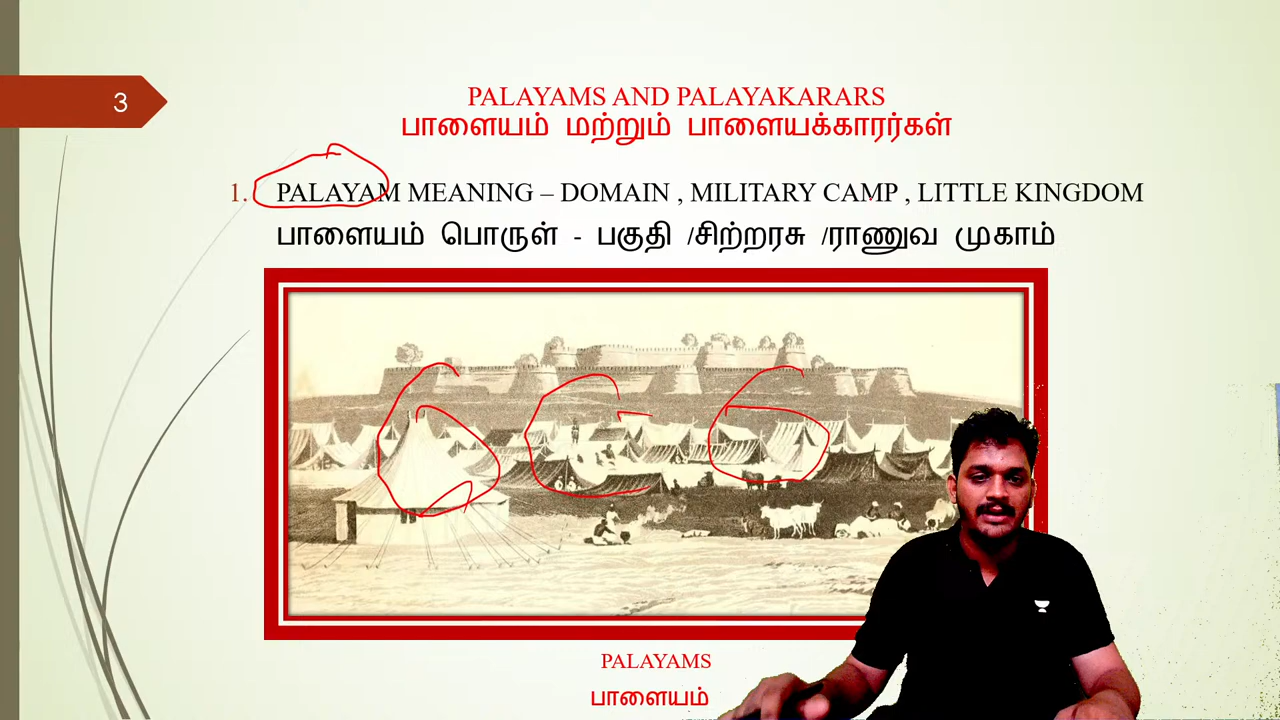 3
PALAYAMS AND PALAYAKARARS
பாளையம் மற்றும் பாளையக்காரர்கள்
1. PALAYAM MEANING – DOMAIN , MILITARY CAMP , LITTLE KINGDOM
பாளையம் பொருள் - பகுதி /சிற்றரசு /ராணுவ முகாம்
PALAYAMS
பாளையம்